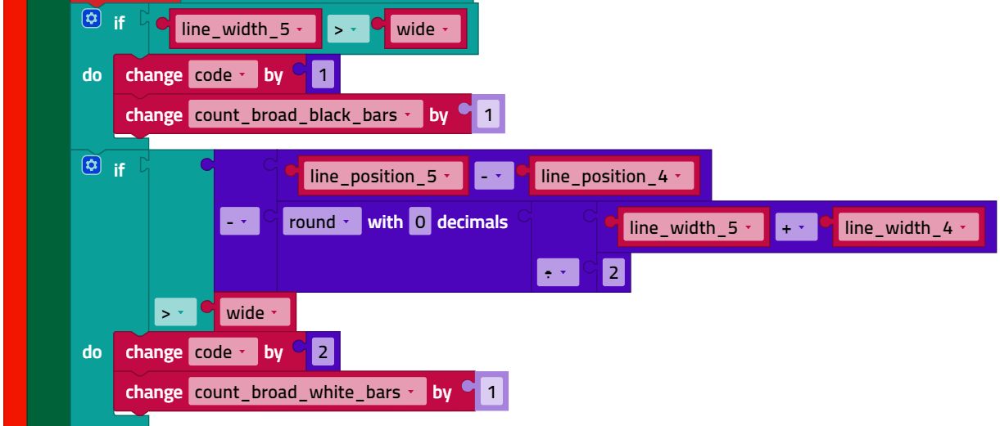 if line_width_5 > wide
do change code by 1
change count_broad_black_bars by 1
if line_position_5 - line_position_4
- round with 0 decimals line_width_5 + line_width_4
÷ 2
> wide
do change code by 2
change count_broad_white_bars by 1